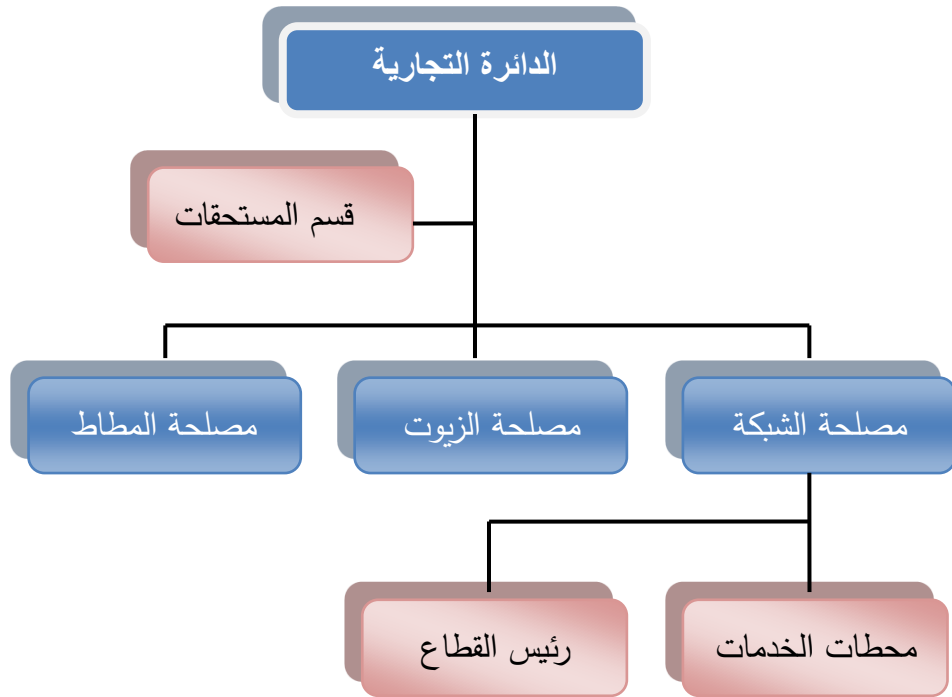 الدائرة التجارية
قسم المستحقات
مصلحة الشبكة
مصلحة الزيوت
مصلحة المطاط
محطات الخدمات
رئيس القطاع